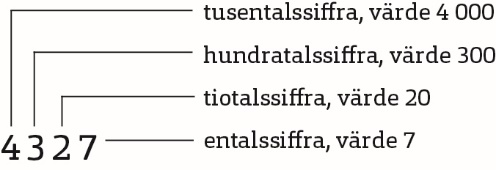 tusentalssiffra, värde 4 000
hundratalssiffra, värde 300
tiotalssiffra, värde 20
4327 entalssiffra, värde 7